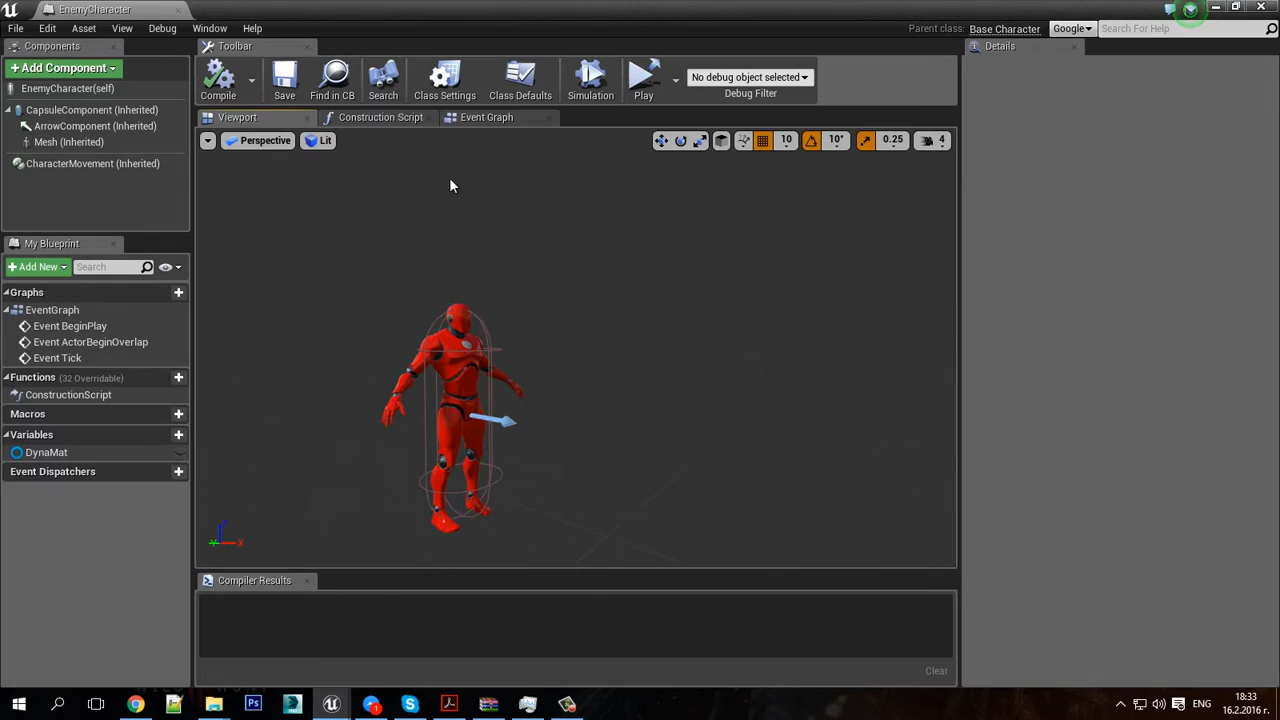 EnemyCharacter
File Edit Asset View Debug Window Help
Parent class: Base Character Google Search For Help
Components
Toolbar
Details
Add Component
EnemyCharacter(self)
CapsuleComponent (Inherited)
ArrowComponent (Inherited)
Mesh (Inherited)
CharacterMovement (Inherited)
Compile Save Find in CB Search Class Settings Class Defaults Simulation Play
No debug object selected
Debug Filter
Viewport Construction Script Event Graph
Perspective Lit
10 10° 0.25 4
My Blueprint
Add New Search
Graphs
EventGraph
Event BeginPlay
Event ActorBeginOverlap
Event Tick
Functions (32 Overridable)
ConstructionScript
Macros
Variables
DynaMat
Event Dispatchers
Z
Y X
Compiler Results
Clear
Ps
1
ENG
18:33
16.2.2016 г.